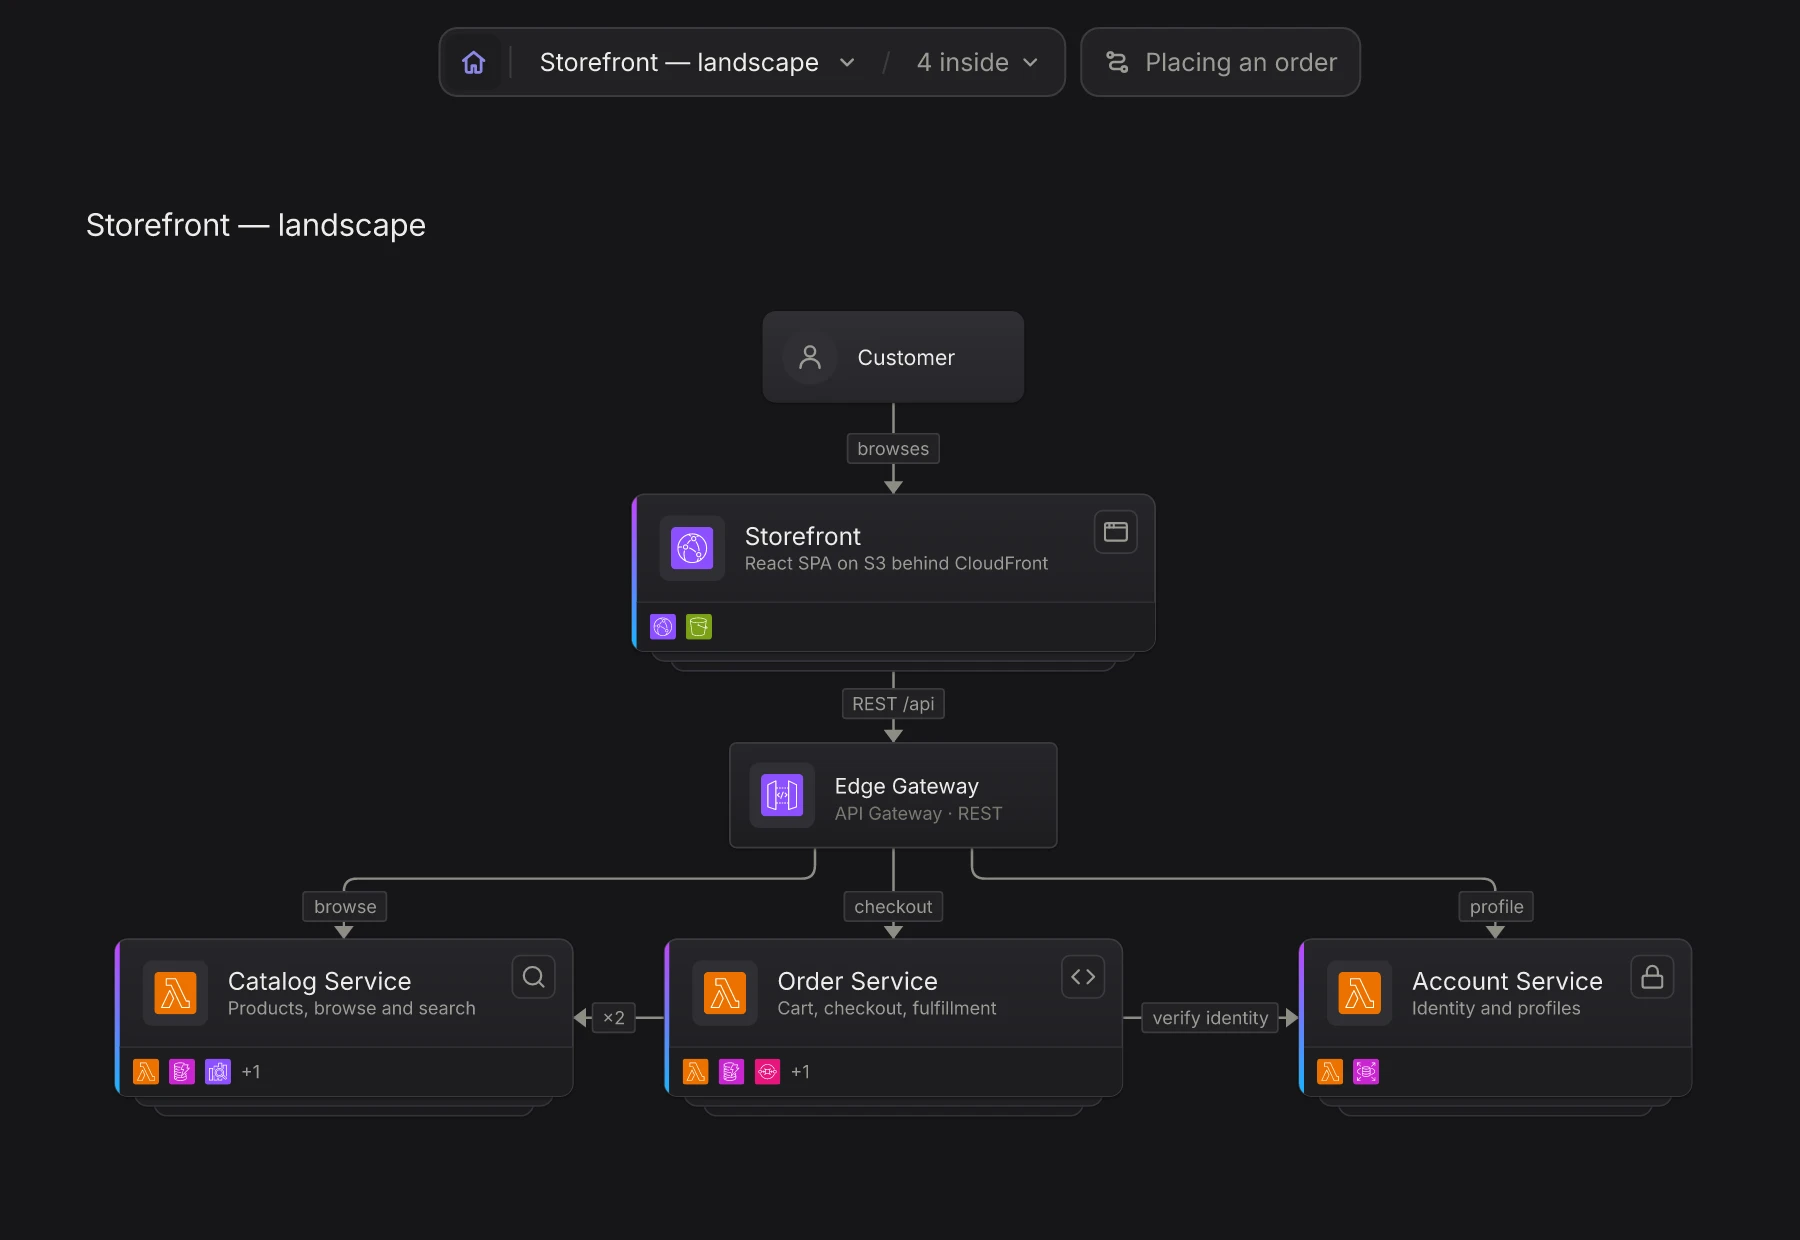 Storefront — landscape / 4 inside
Placing an order
Storefront — landscape
Customer
browses
Storefront
React SPA on S3 behind CloudFront
REST /api
Edge Gateway
API Gateway · REST
browse
checkout
profile
Catalog Service
Products, browse and search
+1
×2
Order Service
Cart, checkout, fulfillment
+1
verify identity
Account Service
Identity and profiles